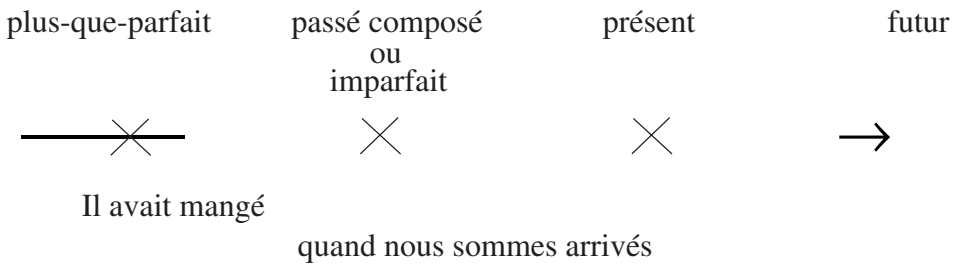 plus-que-parfait passé composé présent futur
ou
imparfait
Il avait mangé
quand nous sommes arrivés